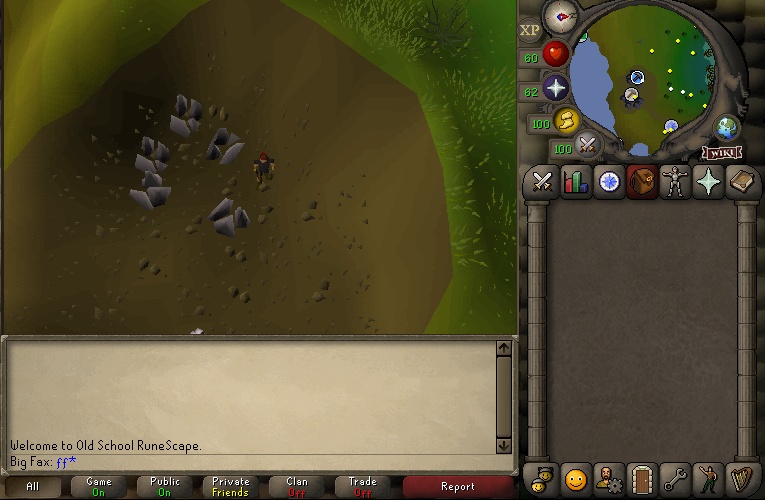 XP
60
62
100
100
WIKI
Welcome to Old School RuneScape.
Big Fax: ff*
All
Game
On
Public
On
Private
Friends
Clan
Off
Trade
Off
Report